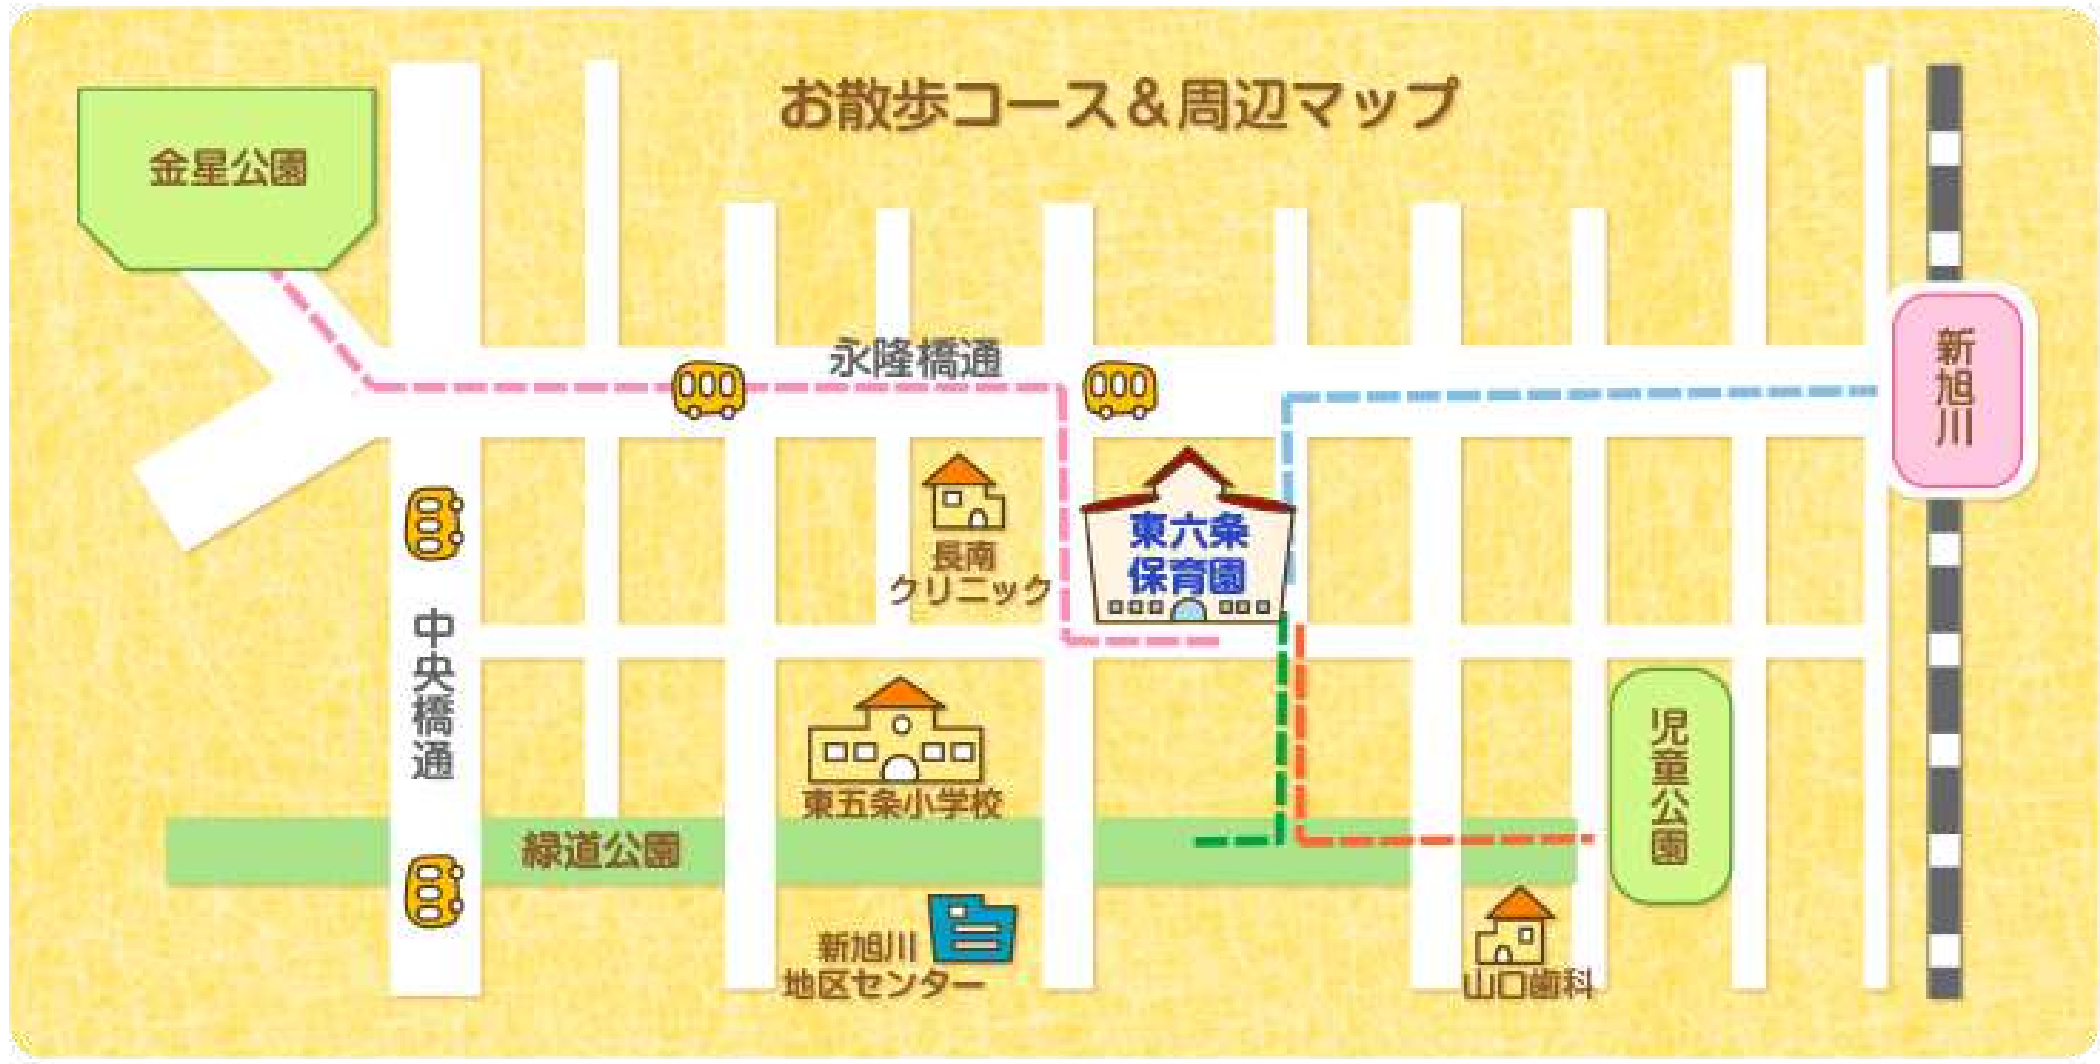 お散歩コース＆周辺マップ
金星公園
永隆橋通
新旭川
長南
クリニック
東六条
保育園
中央橋通
東五条小学校
児童公園
緑道公園
新旭川
地区センター
山口歯科